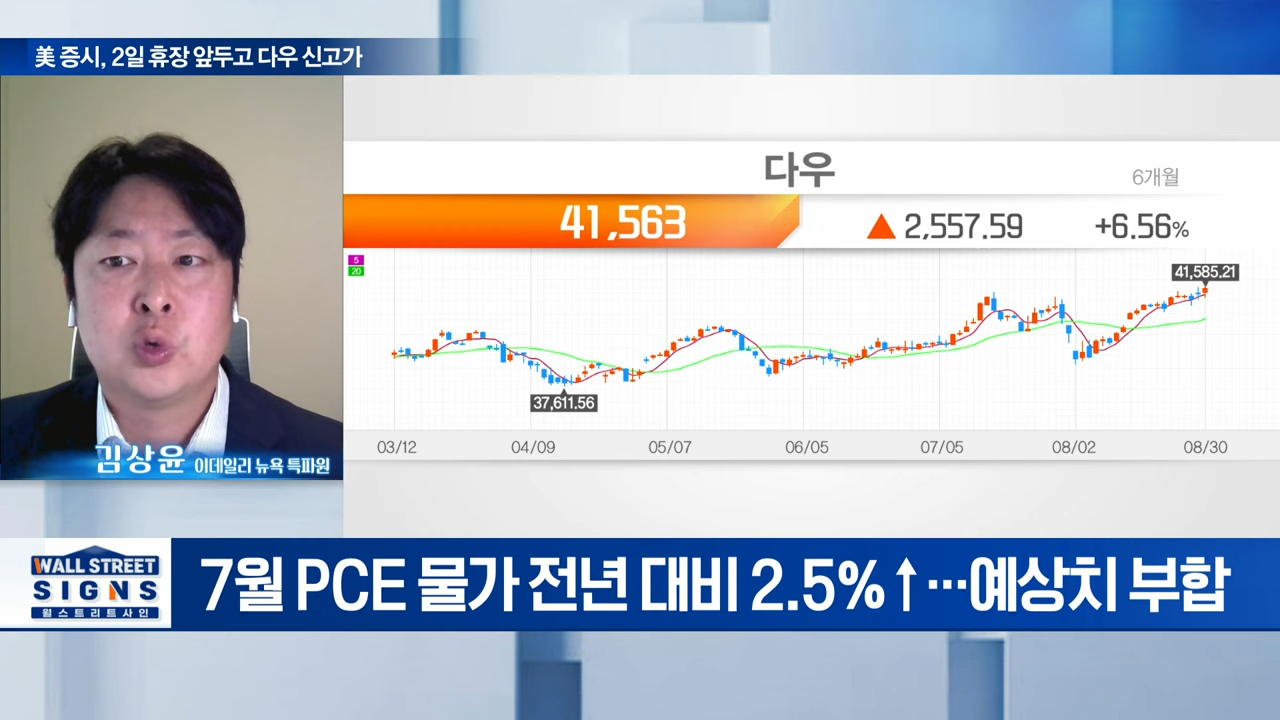 美 증시, 2일 휴장 앞두고 다우 신고가
다우
6개월
41,563
▲ 2,557.59
+6.56%
5
20
41,585.21
37,611.56
03/12
04/09
05/07
06/05
07/05
08/02
08/30
김상윤 이데일리 뉴욕 특파원
WALL STREET
SIGNS
월스트리트사인
7월 PCE 물가 전년 대비 2.5%↑…예상치 부합